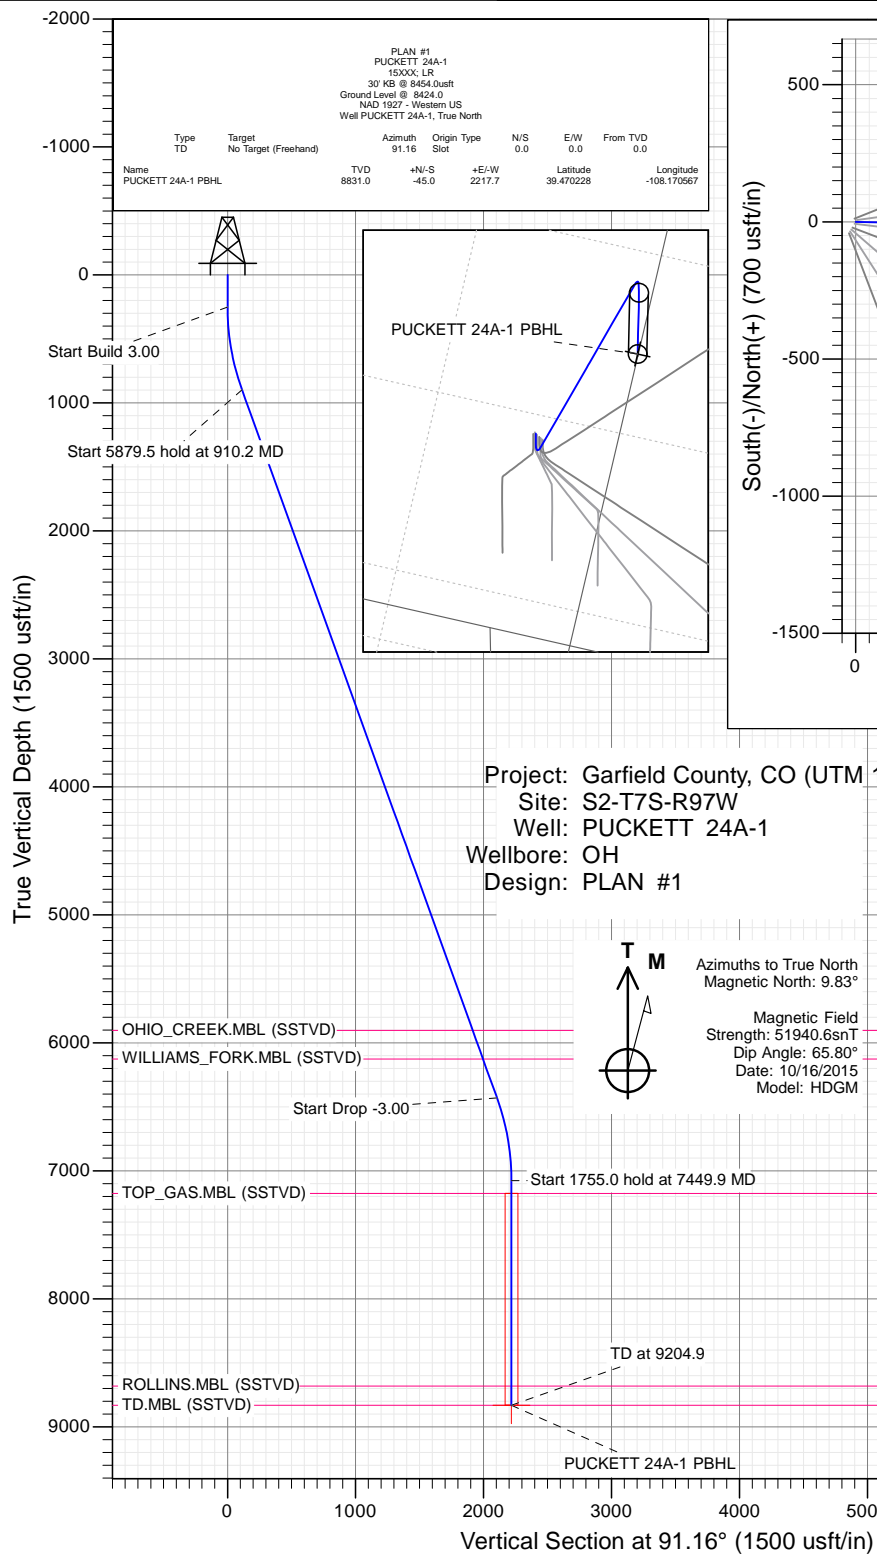 PLAN #1
PUCKETT 24A-1
15XXX; LR
30' KB @ 8454.0usft
Ground Level @ 8424.0
NAD 1927 - Western US
Well PUCKETT 24A-1, True North
Type Target Azimuth Origin Type N/S E/W From TVD
TD No Target (Freehand) 91.16 Slot 0.0 0.0 0.0
Name TVD +N/-S +E/-W Latitude Longitude
PUCKETT 24A-1 PBHL 8831.0 -45.0 2217.7 39.470228 -108.170567
-2000
-1000
0
1000
2000
3000
4000
5000
6000
7000
8000
9000
True Vertical Depth (1500 usft/in)
Start Build 3.00
Start 5879.5 hold at 910.2 MD
PUCKETT 24A-1 PBHL
500
0
-500
-1000
-1500
South(-)/North(+) (700 usft/in)
0
Project: Garfield County, CO (UTM
Site: S2-T7S-R97W
Well: PUCKETT 24A-1
Wellbore: OH
Design: PLAN #1
T
M
Azimuths to True North
Magnetic North: 9.83°
Magnetic Field
Strength: 51940.6snT
Dip Angle: 65.80°
Date: 10/16/2015
Model: HDGM
OHIO_CREEK.MBL (SSTVD)
WILLIAMS_FORK.MBL (SSTVD)
Start Drop -3.00
Start 1755.0 hold at 7449.9 MD
TOP_GAS.MBL (SSTVD)
TD at 9204.9
ROLLINS.MBL (SSTVD)
TD.MBL (SSTVD)
PUCKETT 24A-1 PBHL
0 1000 2000 3000 4000 500
Vertical Section at 91.16° (1500 usft/in)